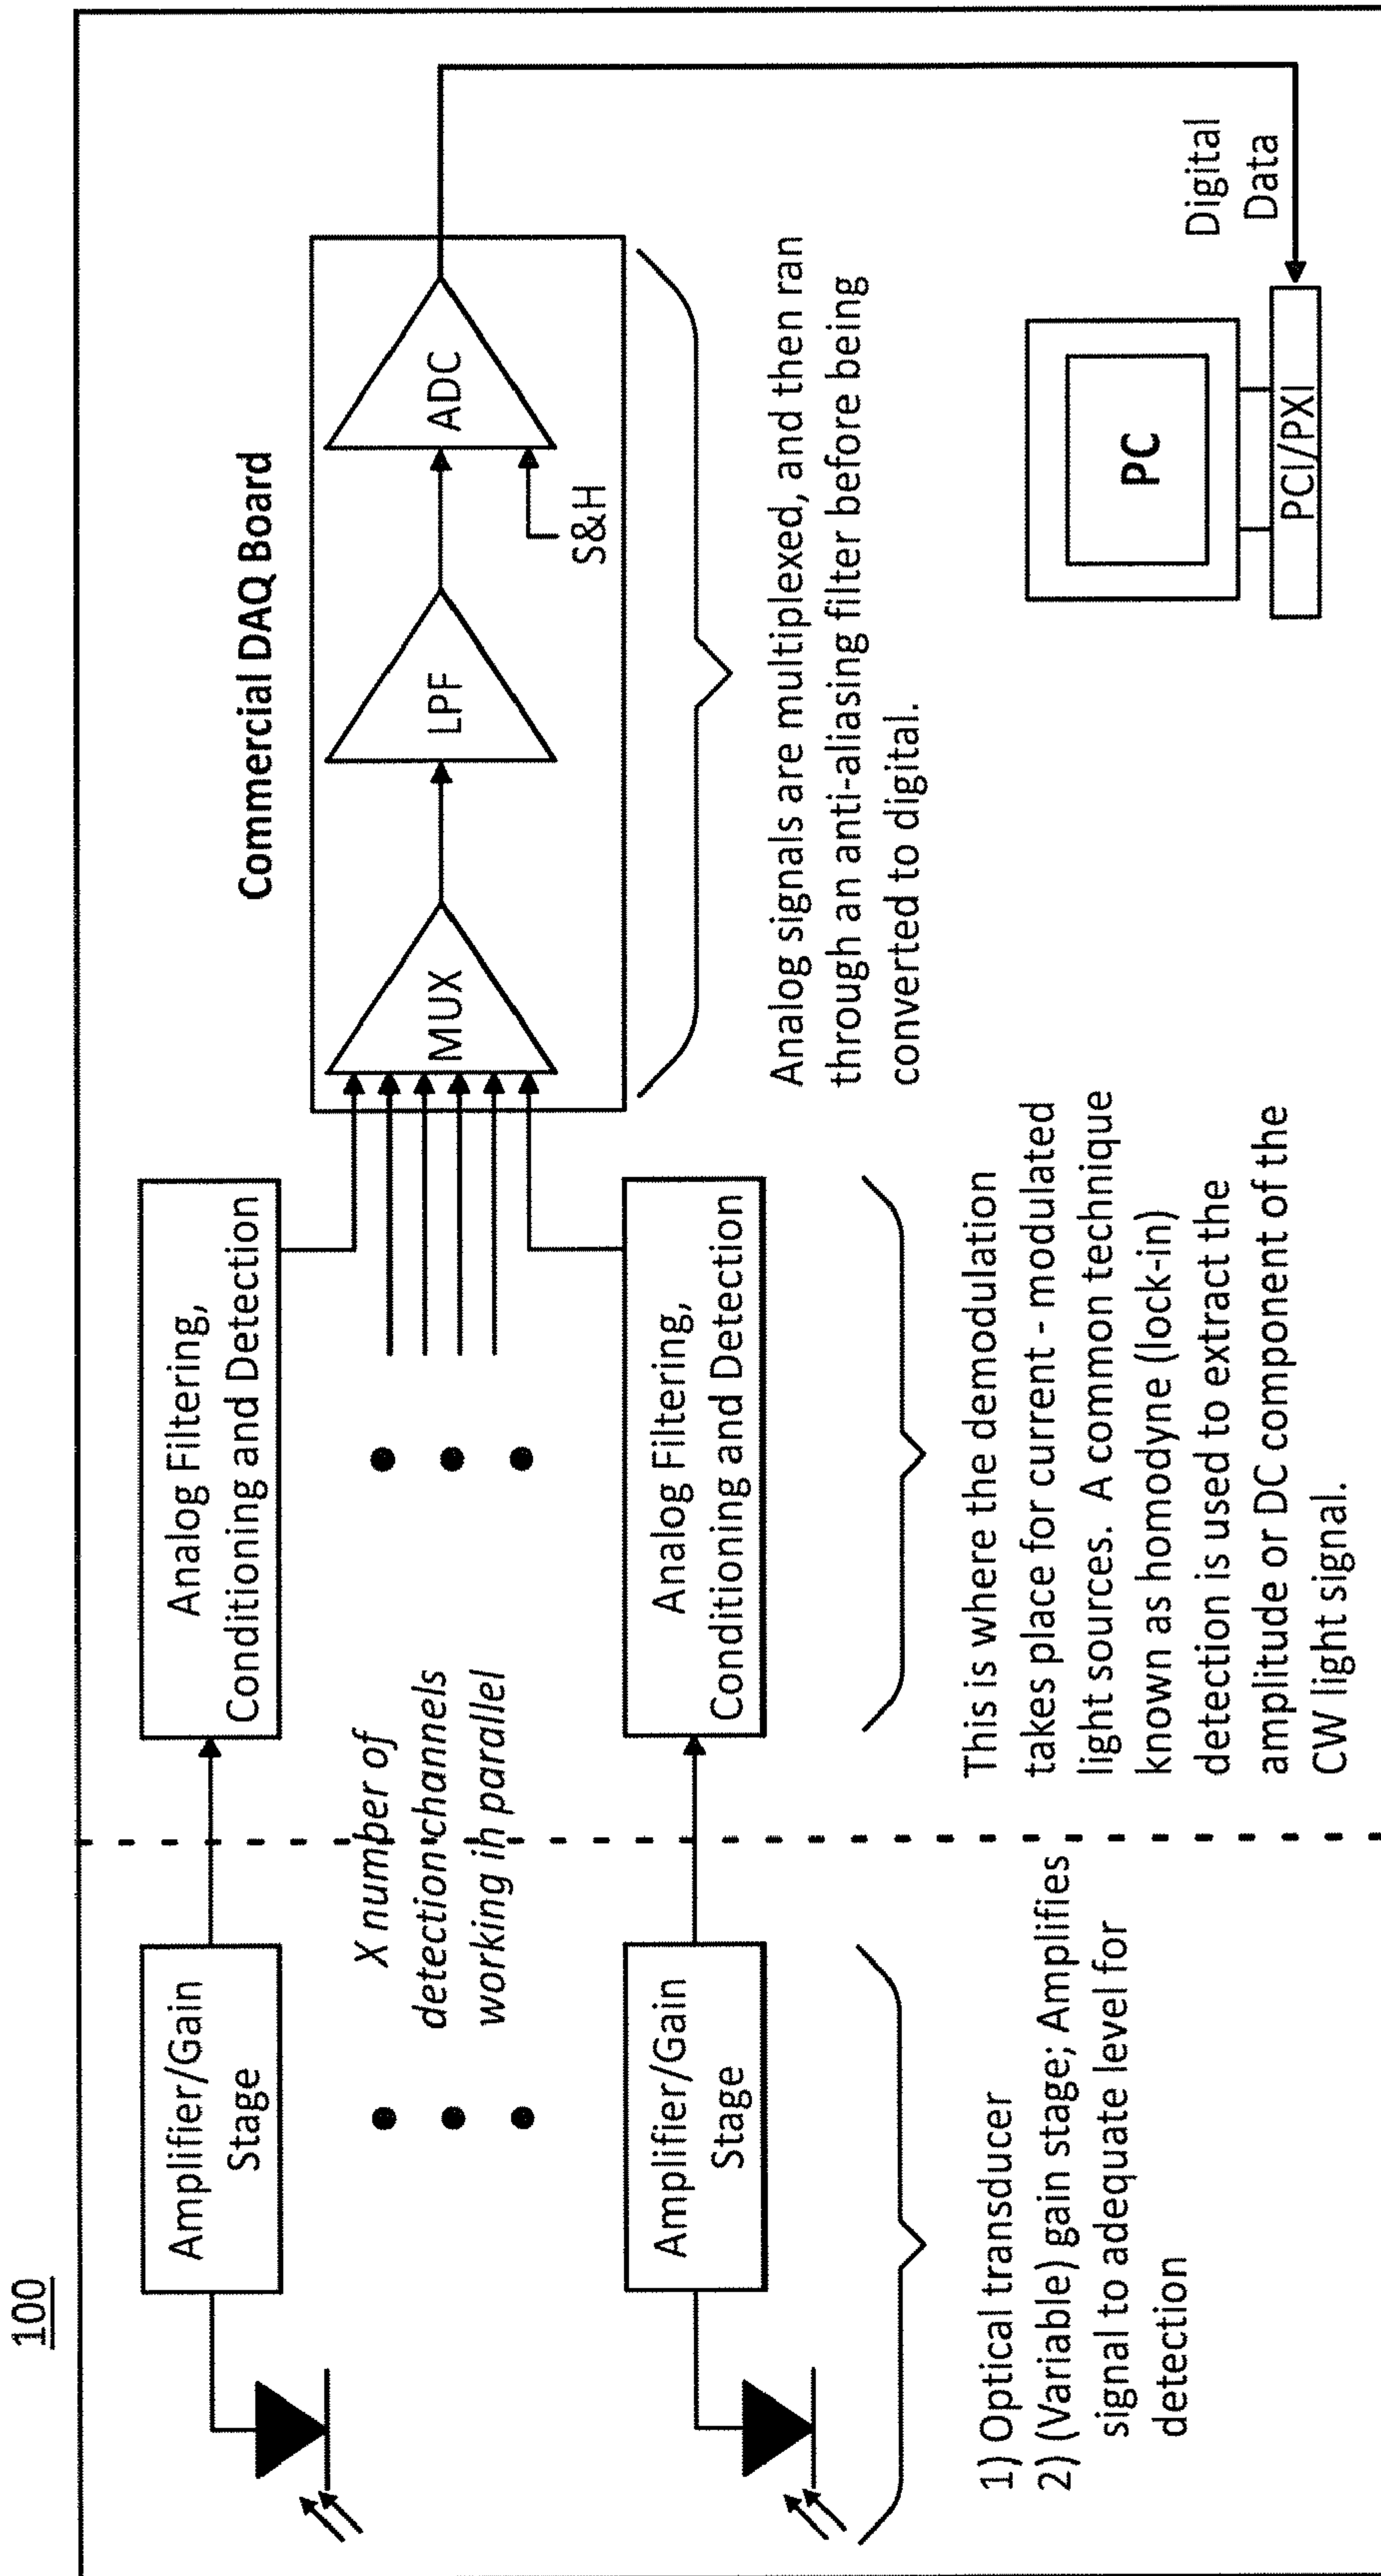 100
Amplifier/Gain
Stage
Analog Filtering,
Conditioning and Detection
X number of
detection channels
working in parallel
Amplifier/Gain
Stage
Analog Filtering,
Conditioning and Detection
Commercial DAQ Board
MUX
LPF
ADC
S&H
1) Optical transducer
2) (Variable) gain stage; Amplifies
signal to adequate level for
detection
This is where the demodulation
takes place for current - modulated
light sources. A common technique
known as homodyne (lock-in)
detection is used to extract the
amplitude or DC component of the
CW light signal.
Analog signals are multiplexed, and then ran
through an anti-aliasing filter before being
converted to digital.
PC
PCI/PXI
Digital
Data